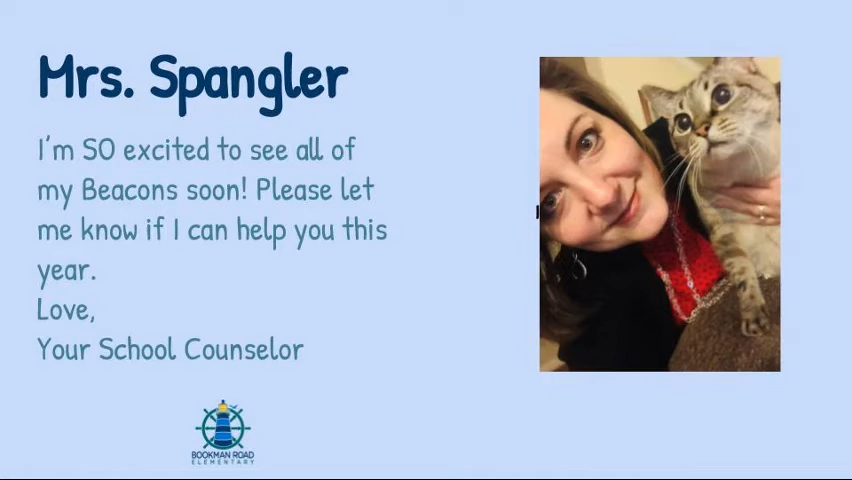 Mrs. Spangler
I'm SO excited to see all of
my Beacons soon! Please let
me know if I can help you this
year.
Love,
Your School Counselor
BOOKMAN ROAD
ELEMENTARY